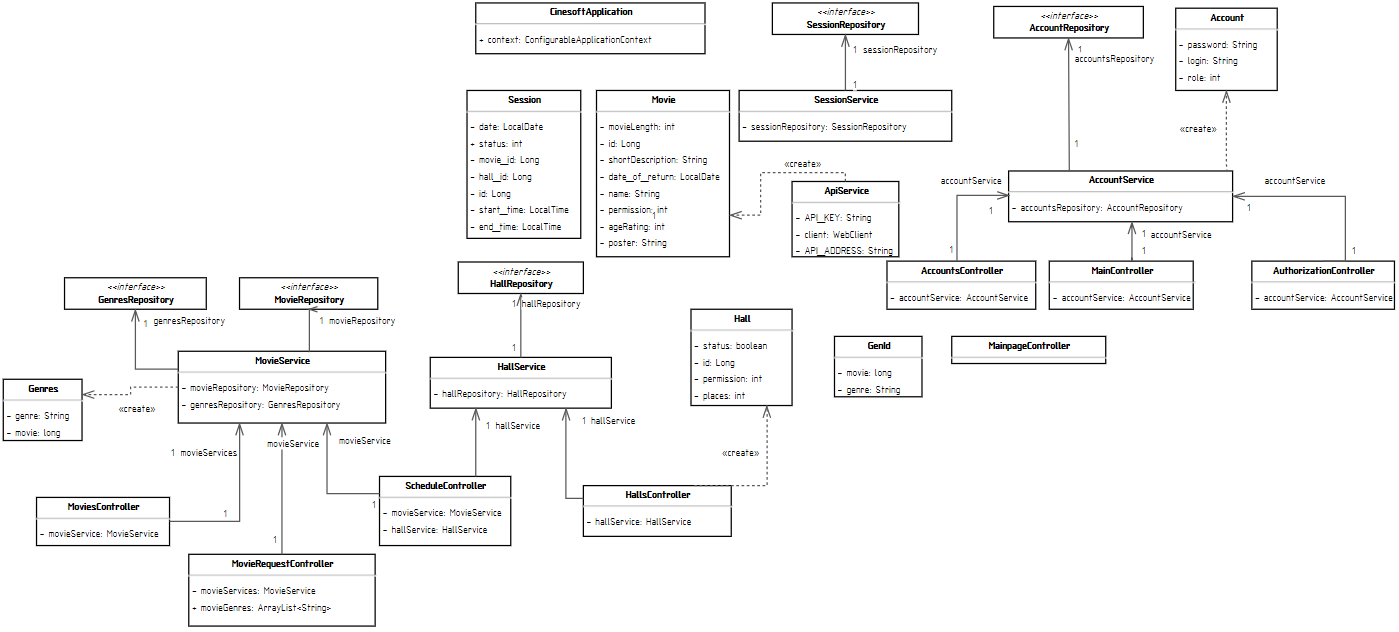 CinesoftApplication
+ context: ConfigurableApplicationContext
<<interface>>
SessionRepository
1 sessionRepository
1
<<interface>>
AccountRepository
1
accountsRepository
1
Account
- password: String
- login: String
- role: int
«create»
Session
- date: LocalDate
+ status: int
- movie_id: Long
- hall_id: Long
- id: Long
- start_time: LocalTime
- end_time: LocalTime
Movie
- movieLength: int
- id: Long
- shortDescription: String
- date_of_return: LocalDate
- name: String
- permission: int
1
- ageRating: int
- poster: String
SessionService
- sessionRepository: SessionRepository
«create»
ApiService
- API_KEY: String
- client: WebClient
- API_ADDRESS: String
AccountService
- accountsRepository: AccountRepository
accountService
1
1
1 accountService
1
accountService
1
1
AccountsController
- accountService: AccountService
MainController
- accountService: AccountService
AuthorizationController
- accountService: AccountService
<<interface>>
GenresRepository
1 genresRepository
<<interface>>
MovieRepository
1 movieRepository
<<interface>>
HallRepository
1 hallRepository
1
MovieService
- movieRepository: MovieRepository
- genresRepository: GenresRepository
Genres
- genre: String
- movie: long
«create»
HallService
- hallRepository: HallRepository
Hall
- status: boolean
- id: Long
- permission: int
- places: int
GenId
- movie: long
- genre: String
MainpageController
1 movieServices
1
movieService
1
movieService
1
1 hallService
1 hallService
«create»
MoviesController
- movieService: MovieService
ScheduleController
- movieService: MovieService
- hallService: HallService
HallsController
- hallService: HallService
MovieRequestController
- movieServices: MovieService
+ movieGenres: ArrayList<String>